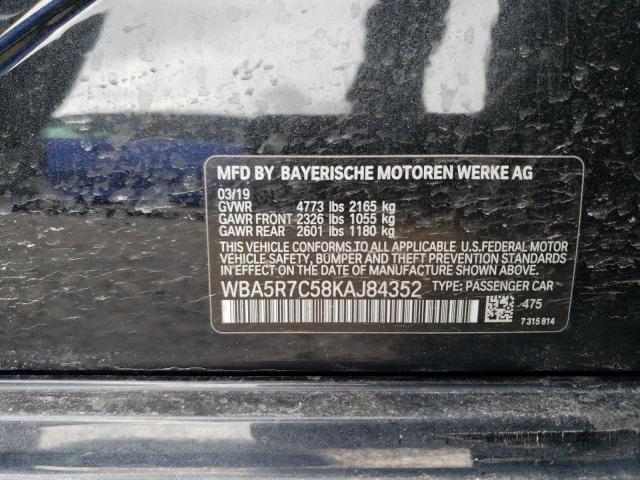 MFD BY BAYERISCHE MOTOREN WERKE AG
03/19
GVWR 4773 lbs 2165 kg
GAWR FRONT 2326 lbs 1055 kg
GAWR REAR 2601 lbs 1180 kg
THIS VEHICLE CONFORMS TO ALL APPLICABLE U.S.FEDERAL MOTOR
VEHICLE SAFETY, BUMPER AND THEFT PREVENTION STANDARDS
IN EFFECT ON THE DATE OF MANUFACTURE SHOWN ABOVE.
WBA5R7C58KAJ84352 TYPE: PASSENGER CAR
475
7 315 814